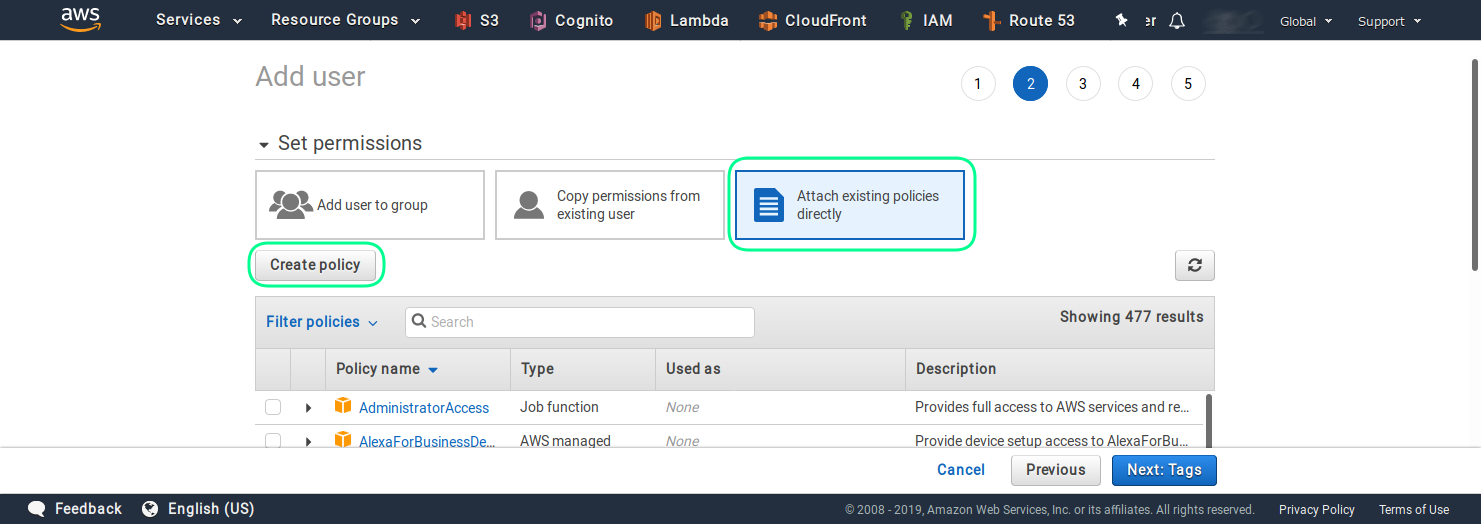 aws Services Resource Groups S3 Cognito Lambda CloudFront IAM Route 53 er Global Support
Add user
1 2 3 4 5
Set permissions
Add user to group
Copy permissions from
existing user
Attach existing policies
directly
Create policy
Filter policies Search Showing 477 results
Policy name Type Used as Description
AdministratorAccess Job function None Provides full access to AWS services and re...
AlexaForBusinessDe... AWS managed None Provide device setup access to AlexaForBu...
Cancel Previous Next: Tags
Feedback English (US) © 2008 - 2019, Amazon Web Services, Inc. or its affiliates. All rights reserved. Privacy Policy Terms of Use